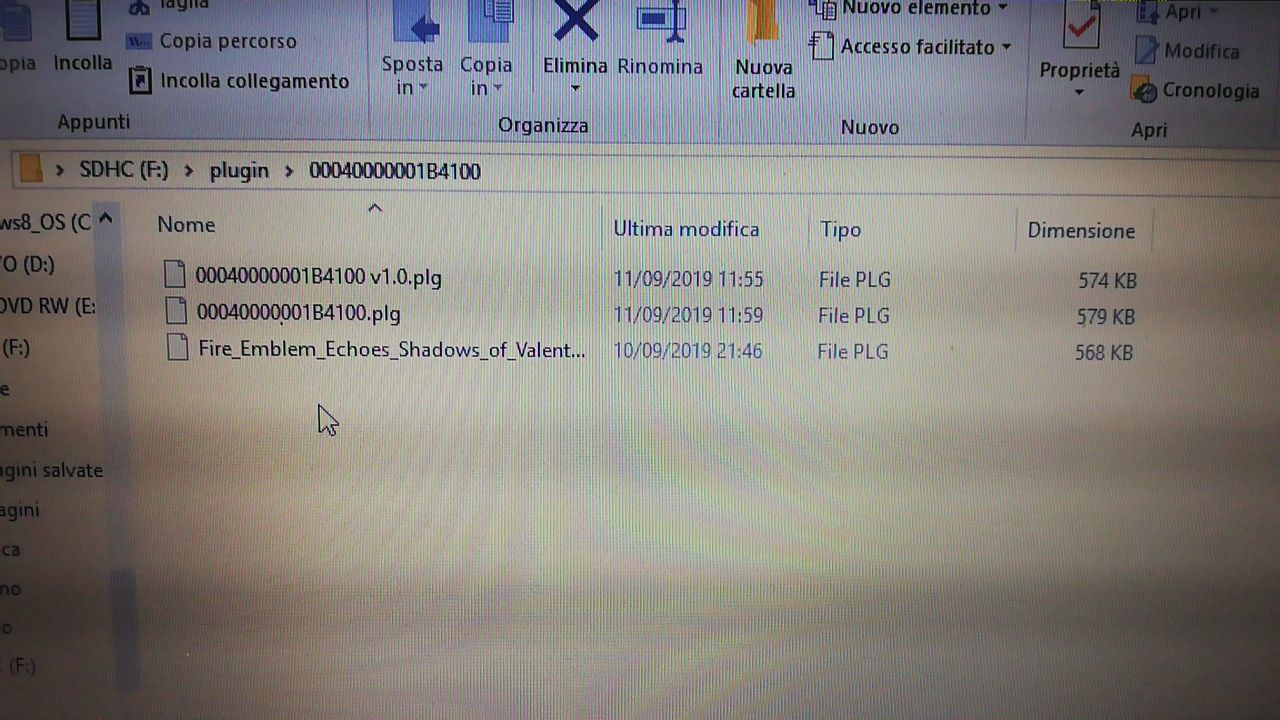 Taglia
Nuovo elemento
Apri
opia
Incolla
Copia percorso
Incolla collegamento
Sposta
in
Copia
in
Elimina
Rinomina
Nuova
cartella
Accesso facilitato
Proprietà
Modifica
Cronologia
Appunti
Organizza
Nuovo
Apri
SDHC (F:)
plugin
00040000001B4100
Nome
Ultima modifica
Tipo
Dimensione
00040000001B4100 v1.0.plg 11/09/2019 11:55 File PLG 574 KB
00040000001B4100.plg 11/09/2019 11:59 File PLG 579 KB
Fire_Emblem_Echoes_Shadows_of_Valent... 10/09/2019 21:46 File PLG 568 KB
ws8_OS (C
O (D:)
DVD RW (E:
(F:)
e
menti
gini salvate
agini
ca
no
o
(F:)